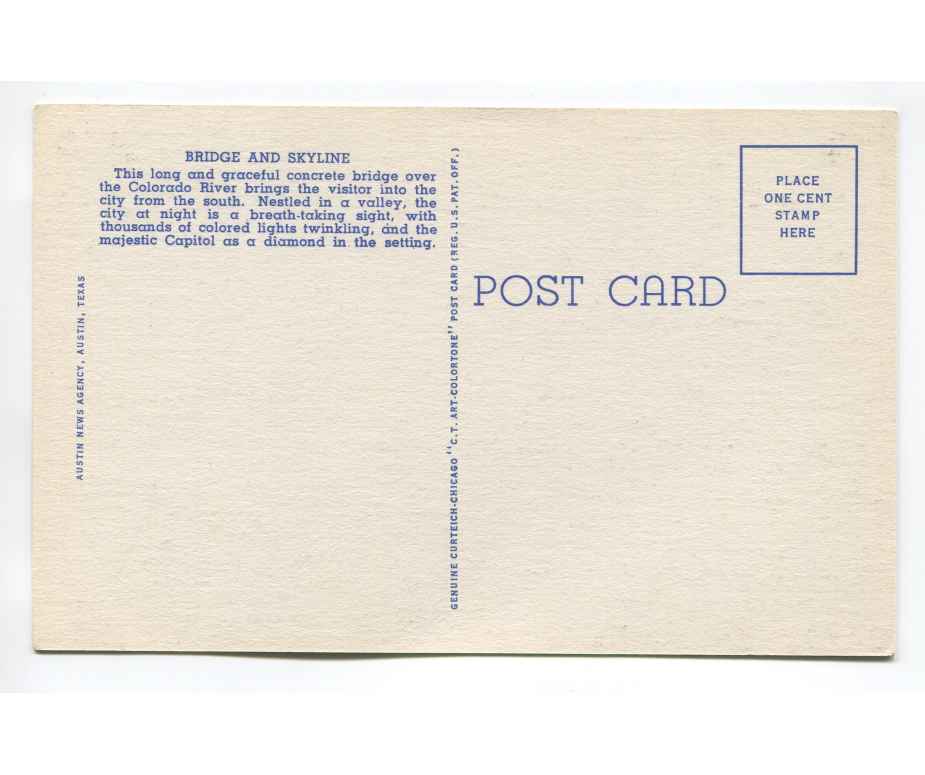 BRIDGE AND SKYLINE
This long and graceful concrete bridge over
the Colorado River brings the visitor into the
city from the south. Nestled in a valley, the
city at night is a breath-taking sight, with
thousands of colored lights twinkling, and the
majestic Capitol as a diamond in the setting.
AUSTIN NEWS AGENCY, AUSTIN, TEXAS
GENUINE CURTEICH-CHICAGO "C.T. ART-COLORTONE" POST CARD (REG. U.S. PAT. OFF.)
POST CARD
PLACE
ONE CENT
STAMP
HERE